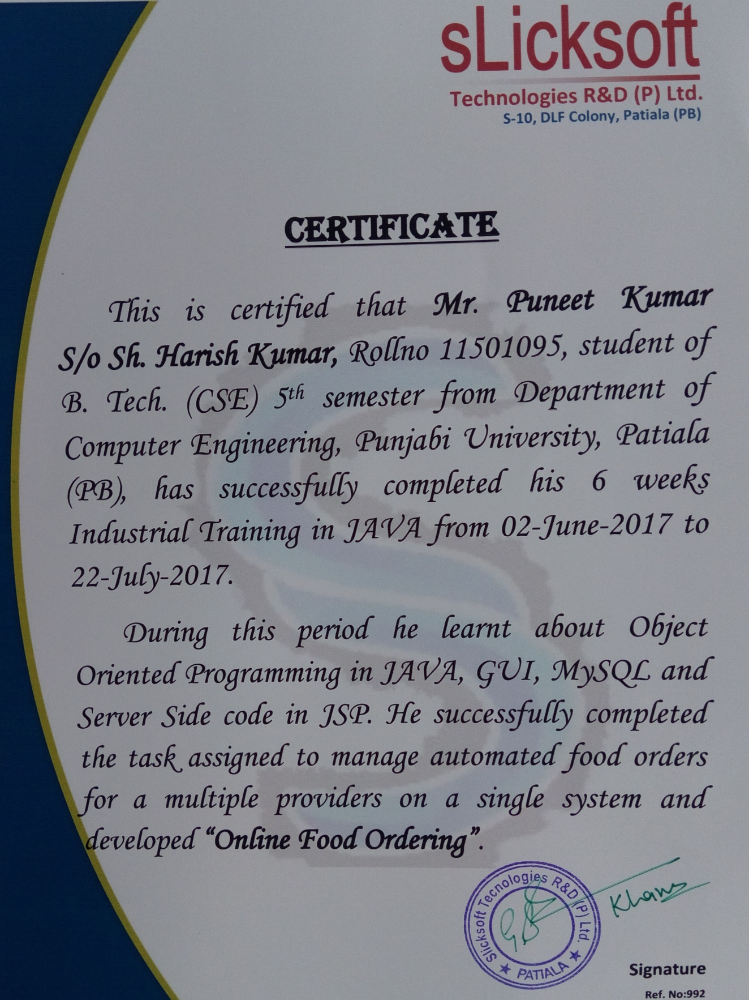 sLicksoft
Technologies R&D (P) Ltd.
S-10, DLF Colony, Patiala (PB)
CERTIFICATE
This is certified that Mr. Puneet Kumar
S/o Sh. Harish Kumar, Rollno 11501095, student of
B. Tech. (CSE) 5th semester from Department of
Computer Engineering, Punjabi University, Patiala
(PB), has successfully completed his 6 weeks
Industrial Training in JAVA from 02-June-2017 to
22-July-2017.
During this period he learnt about Object
Oriented Programming in JAVA, GUI, MySQL and
Server Side code in JSP. He successfully completed
the task assigned to manage automated food orders
for a multiple providers on a single system and
developed “Online Food Ordering”.
Slicksoft Tecnologies R&D (P) Ltd.
★ PATIALA ★
Signature
Ref. No:992